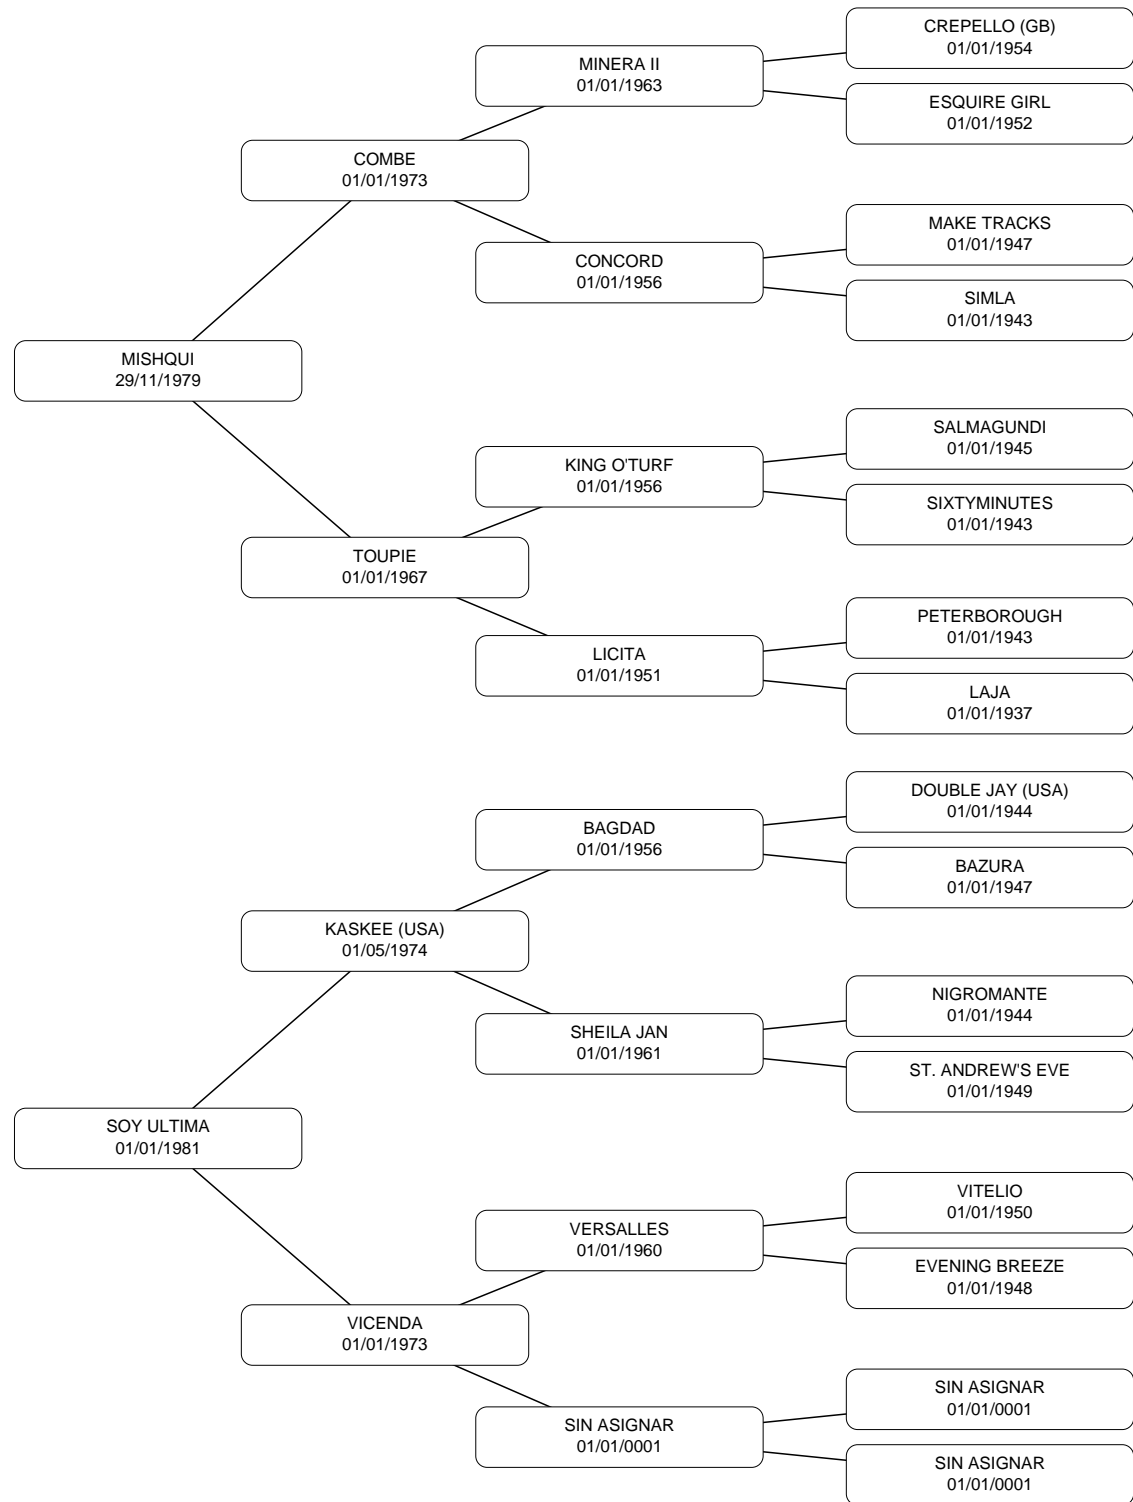 CREPELLO (GB)
01/01/1954
MINERA II
01/01/1963
ESQUIRE GIRL
01/01/1952
COMBE
01/01/1973
MAKE TRACKS
01/01/1947
CONCORD
01/01/1956
SIMLA
01/01/1943
MISHQUI
29/11/1979
SALMAGUNDI
01/01/1945
KING O'TURF
01/01/1956
SIXTYMINUTES
01/01/1943
TOUPIE
01/01/1967
PETERBOROUGH
01/01/1943
LICITA
01/01/1951
LAJA
01/01/1937
DOUBLE JAY (USA)
01/01/1944
BAGDAD
01/01/1956
BAZURA
01/01/1947
KASKEE (USA)
01/05/1974
NIGROMANTE
01/01/1944
SHEILA JAN
01/01/1961
ST. ANDREW'S EVE
01/01/1949
SOY ULTIMA
01/01/1981
VITELIO
01/01/1950
VERSALLES
01/01/1960
EVENING BREEZE
01/01/1948
VICENDA
01/01/1973
SIN ASIGNAR
01/01/0001
SIN ASIGNAR
01/01/0001
SIN ASIGNAR
01/01/0001